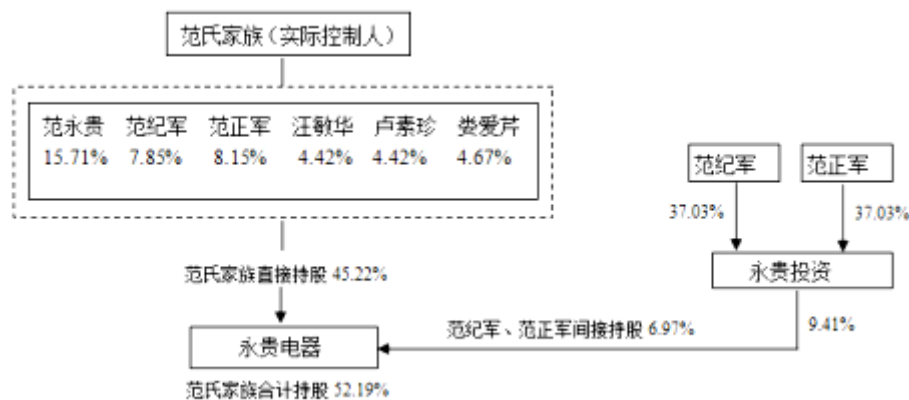 范氏家族（实际控制人）
范永贵 范纪军 范正军 汪敏华 卢素珍 娄爱芹
15.71% 7.85% 8.15% 4.42% 4.42% 4.67%
范纪军 范正军
37.03% 37.03%
永贵投资
范氏家族直接持股 45.22%
范纪军、范正军间接持股 6.97%
9.41%
永贵电器
范氏家族合计持股 52.19%